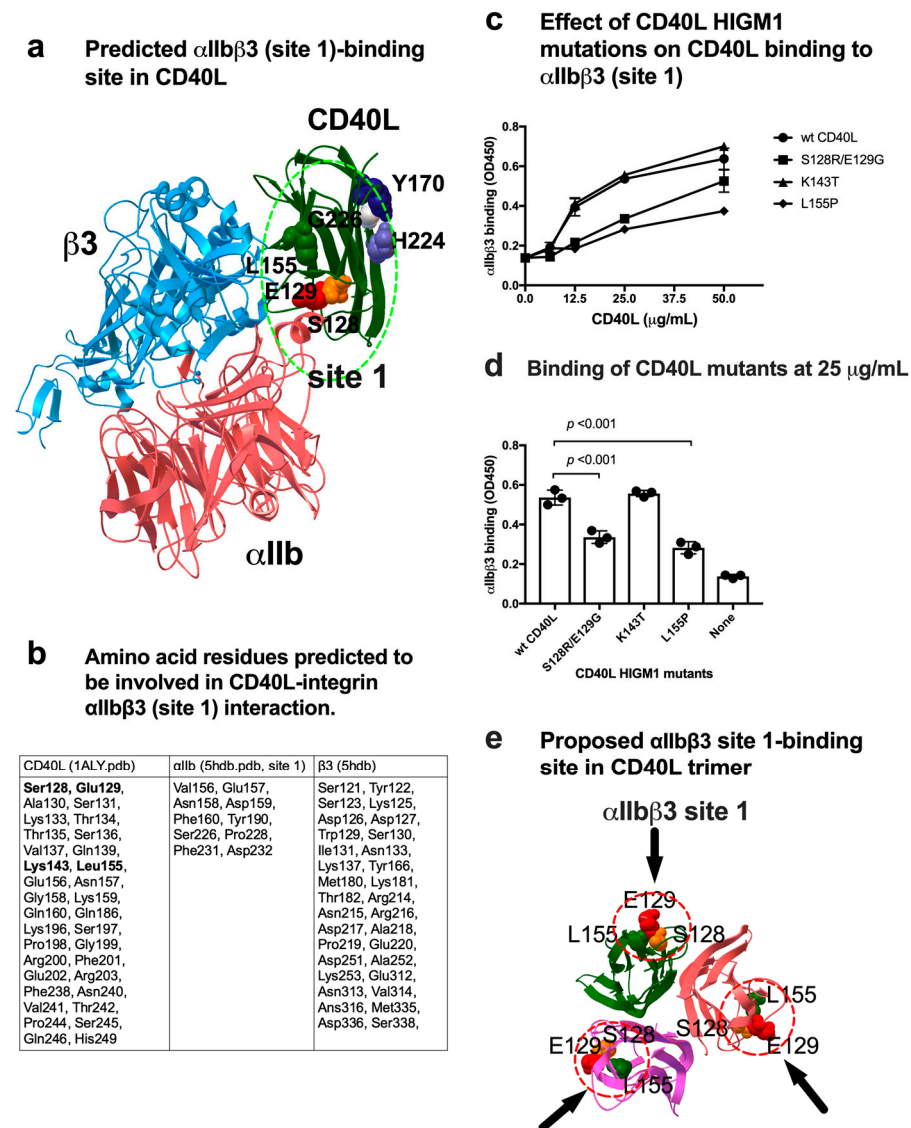 a Predicted αIIbβ3 (site 1)-binding
site in CD40L
CD40L
Y170
G226
H224
β3
L155
E129
S128
site 1
αIIb
b Amino acid residues predicted to
be involved in CD40L-integrin
αIIbβ3 (site 1) interaction.
CD40L (1ALY.pdb)
Ser128, Glu129,
Ala130, Ser131,
Lys133, Thr134,
Thr135, Ser136,
Val137, Gln139,
Lys143, Leu155,
Glu156, Asn157,
Gly158, Lys159,
Gln160, Gln186,
Lys196, Ser197,
Pro198, Gly199,
Arg200, Phe201,
Glu202, Arg203,
Phe238, Asn240,
Val241, Thr242,
Pro244, Ser245,
Gln246, His249
αIIb (5hdb.pdb, site 1)
Val156, Glu157,
Asn158, Asp159,
Phe160, Tyr190,
Ser226, Pro228,
Phe231, Asp232
β3 (5hdb)
Ser121, Tyr122,
Ser123, Lys125,
Asp126, Asp127,
Trp129, Ser130,
Ile131, Asn133,
Lys137, Tyr166,
Met180, Lys181,
Thr182, Arg214,
Asn215, Arg216,
Asp217, Ala218,
Pro219, Glu220,
Asp251, Ala252,
Lys253, Glu312,
Asn313, Val314,
Ans316, Met335,
Asp336, Ser338,
c Effect of CD40L HIGM1
mutations on CD40L binding to
αIIbβ3 (site 1)
αIIbβ3 binding (OD450)
0.8
0.6
0.4
0.2
0.0
0.0 12.5 25.0 37.5 50.0
CD40L (μg/mL)
wt CD40L
S128R/E129G
K143T
L155P
d Binding of CD40L mutants at 25 μg/mL
p <0.001
p <0.001
αIIbβ3 binding (OD450)
0.8
0.6
0.4
0.2
0.0
wt CD40L
S128R/E129G
K143T
L155P
None
CD40L HIGM1 mutants
e Proposed αIIbβ3 site 1-binding
site in CD40L trimer
αIIbβ3 site 1
E129
L155 S128
L155
S128
E129
E129 S128
L155